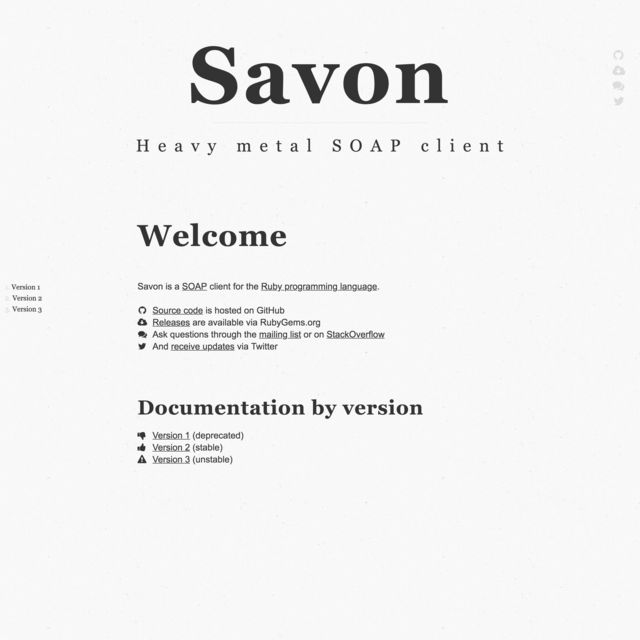 Savon
Heavy metal SOAP client
Welcome
1. Version 1
2. Version 2
3. Version 3
Savon is a SOAP client for the Ruby programming language.
Source code is hosted on GitHub
Releases are available via RubyGems.org
Ask questions through the mailing list or on StackOverflow
And receive updates via Twitter
Documentation by version
Version 1 (deprecated)
Version 2 (stable)
Version 3 (unstable)